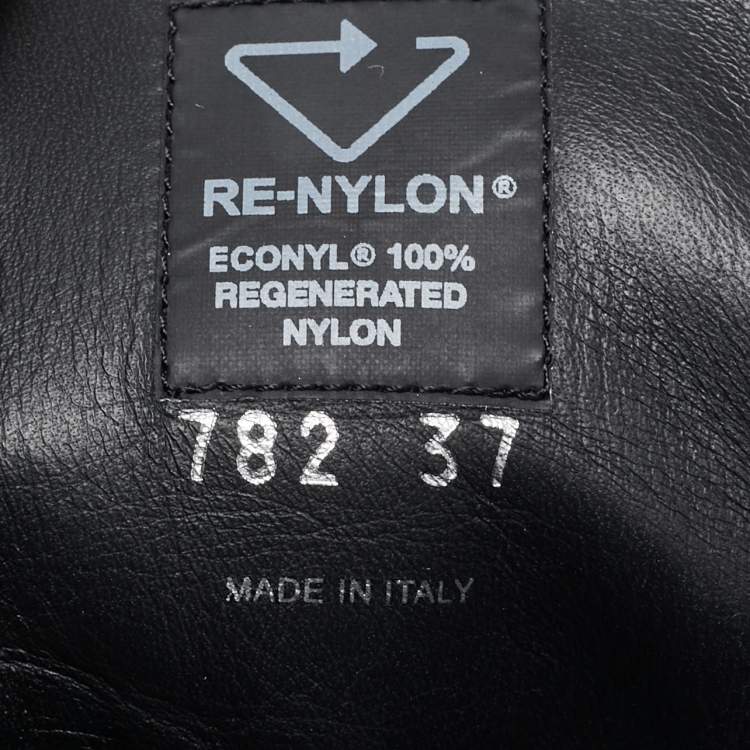 RE-NYLON®
ECONYL® 100%
REGENERATED
NYLON
782 37
MADE IN ITALY